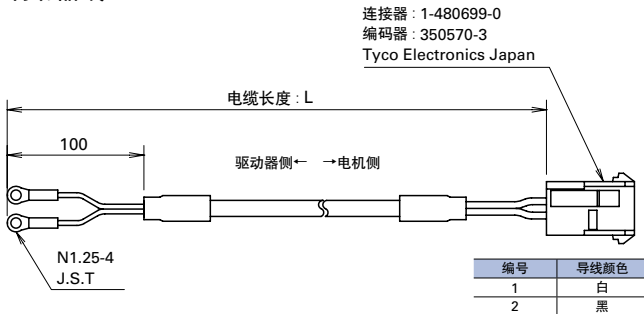 连接器 : 1-480699-0
编码器 : 350570-3
Tyco Electronics Japan
电缆长度 : L
100
驱动器侧← →电机侧
N1.25-4
J.S.T
编号 导线颜色
1 白
2 黑